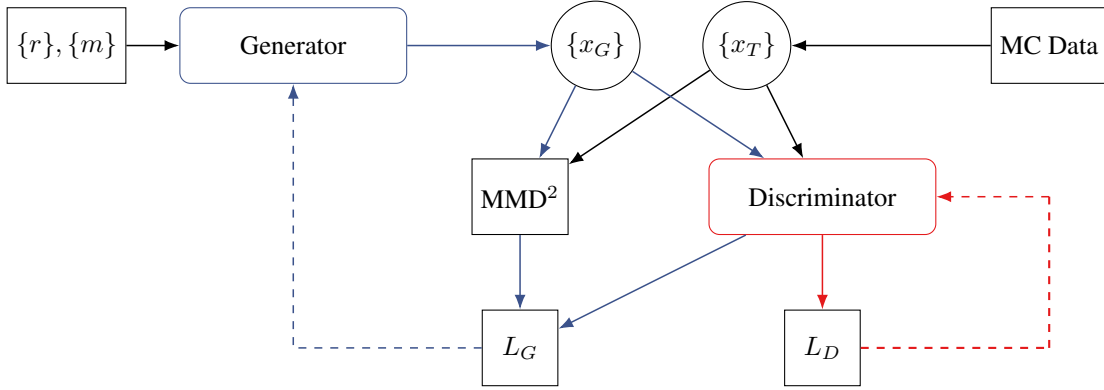 {r}, {m}
Generator
{x_G}
{x_T}
MC Data
MMD²
Discriminator
L_G
L_D